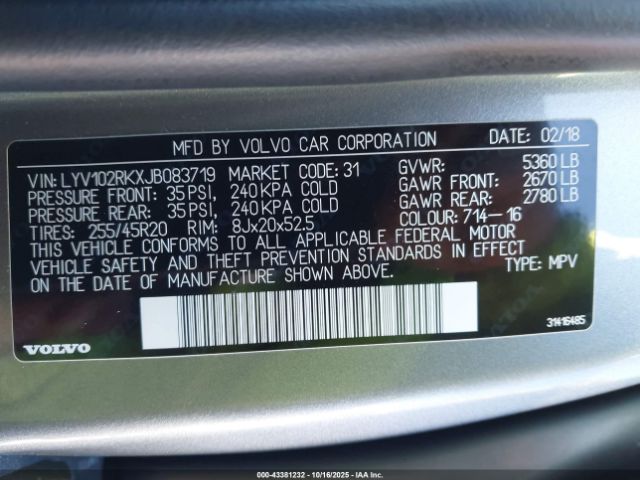 MFD BY VOLVO CAR CORPORATION DATE: 02/18
VIN: LYV102RKXJB083719 MARKET CODE: 31 GVWR: 5360 LB
PRESSURE FRONT: 35 PSI, 240 KPA COLD GAWR FRONT: 2670 LB
PRESSURE REAR: 35 PSI, 240 KPA COLD GAWR REAR: 2780 LB
TIRES: 255/45R20 RIM: 8Jx20x52.5 COLOUR: 714-16
THIS VEHICLE CONFORMS TO ALL APPLICABLE FEDERAL MOTOR
VEHICLE SAFETY AND THEFT PREVENTION STANDARDS IN EFFECT
ON THE DATE OF MANUFACTURE SHOWN ABOVE. TYPE: MPV
VOLVO 31416485
000-43381232 - 10/16/2025 - IAAI.ca